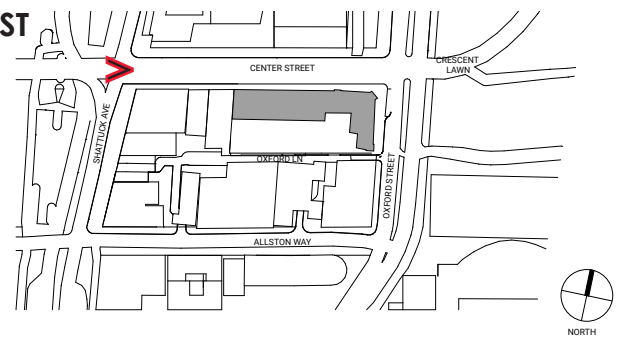 ST
CENTER STREET
CRESCENT
LAWN
SHATTUCK AVE
OXFORD LN
OXFORD STREET
ALLSTON WAY
NORTH